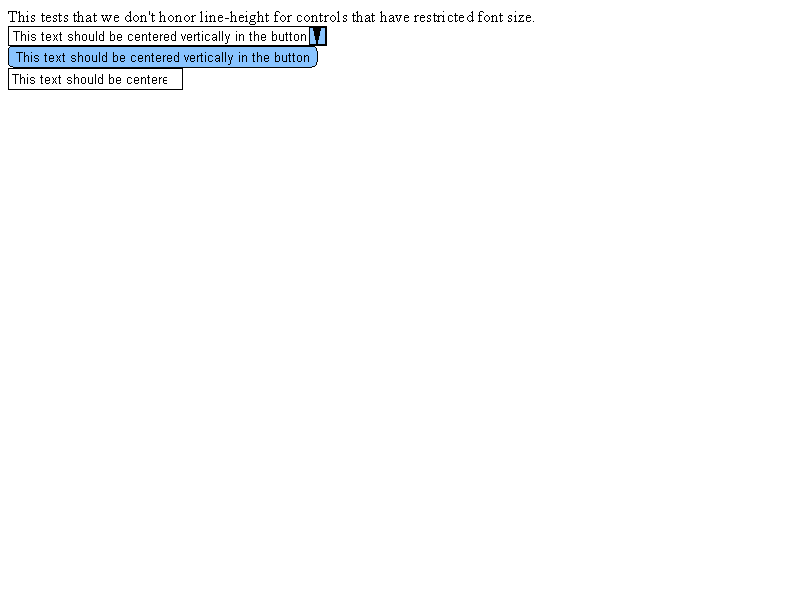 This tests that we don't honor line-height for controls that have restricted font size.
This text should be centered vertically in the button
This text should be centered vertically in the button
This text should be centere